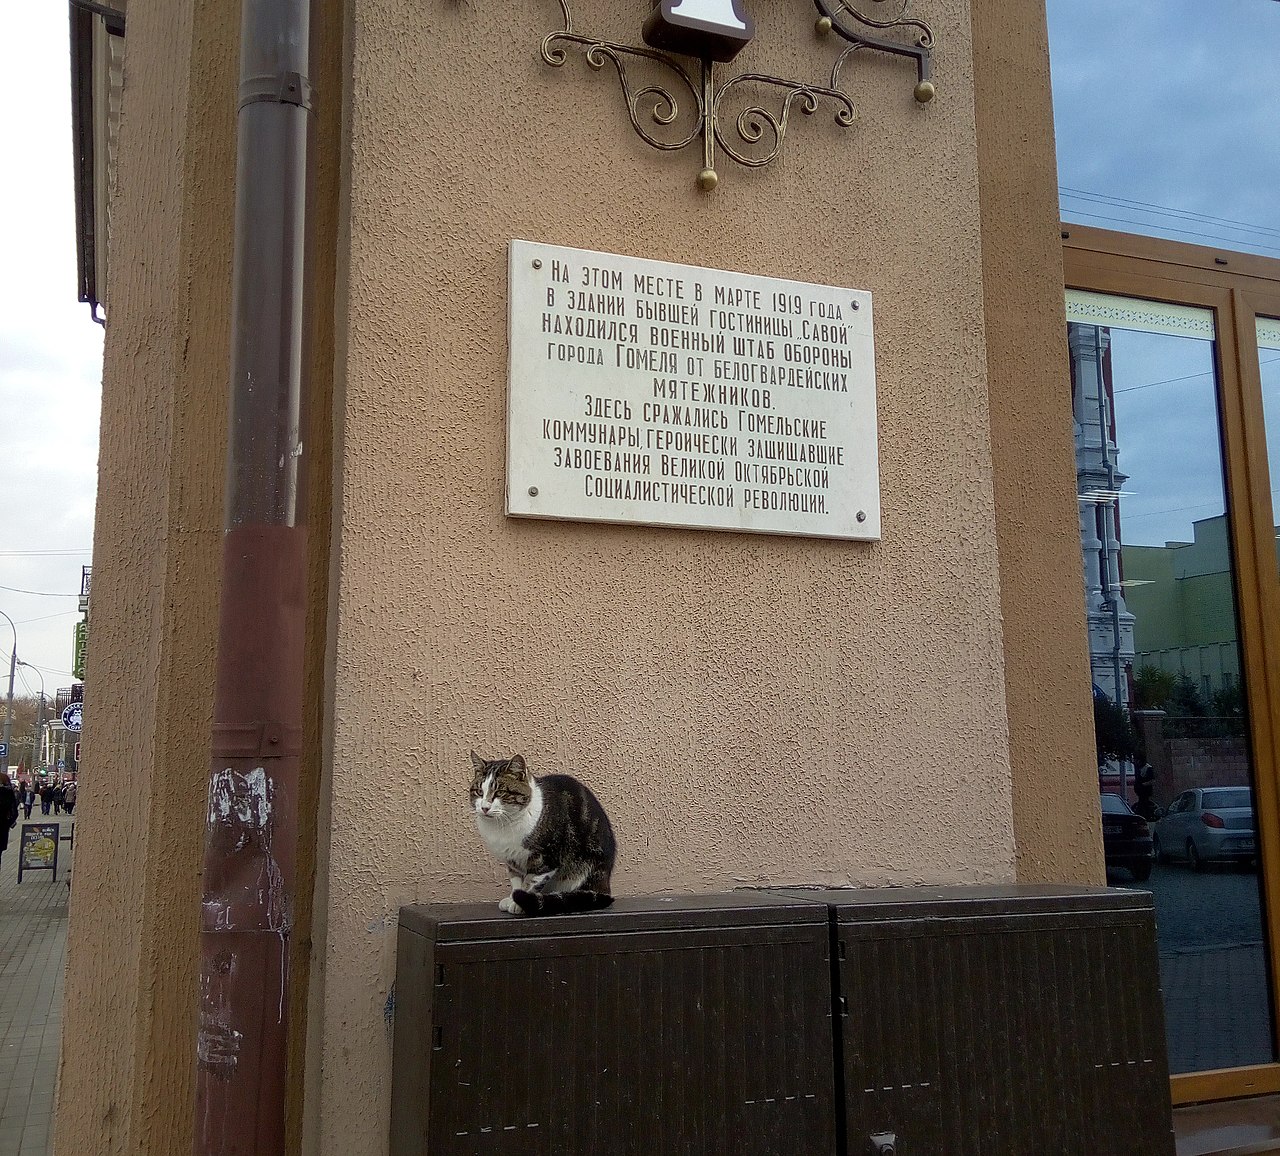 На этом месте в марте 1919 года
в здании бывшей гостиницы „Савой"
находился военный штаб обороны
города Гомеля от белогвардейских
мятежников.
Здесь сражались Гомельские
коммунары, героически защищавшие
завоевания Великой Октябрьской
социалистической революции.
АПТЕКА